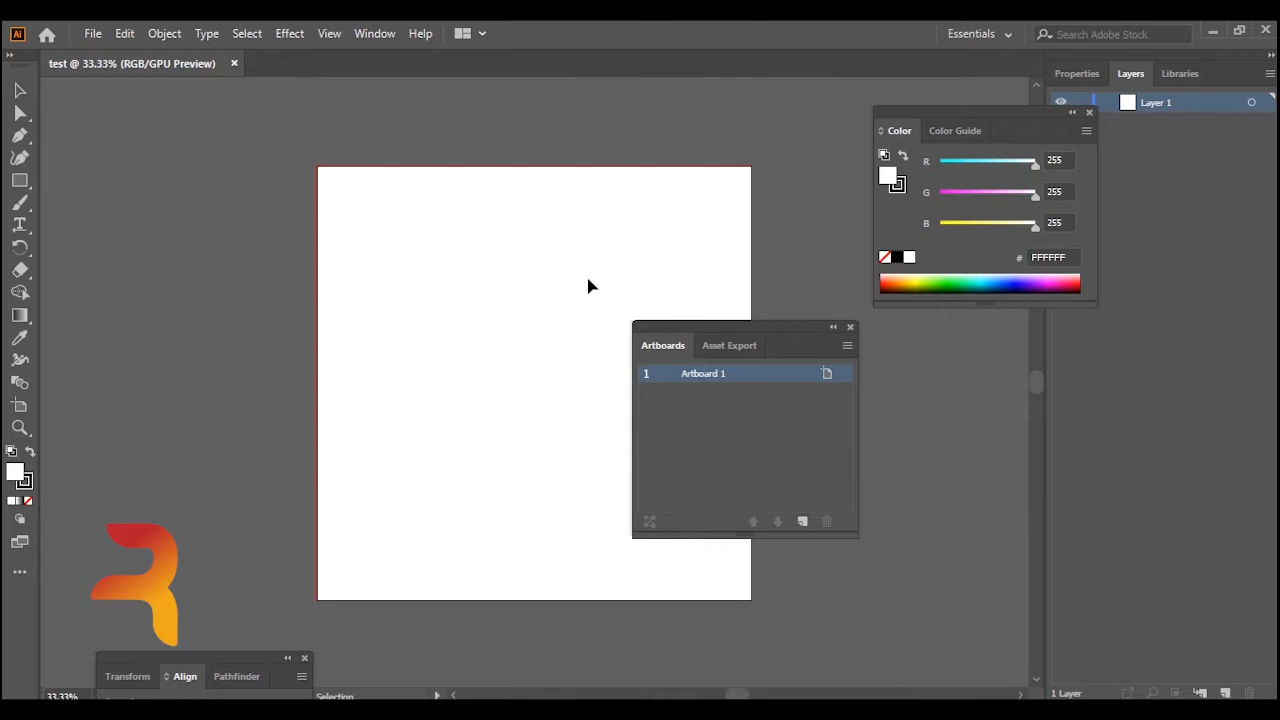 Ai
File Edit Object Type Select Effect View Window Help
Essentials
Search Adobe Stock
test @ 33.33% (RGB/GPU Preview)
Properties Layers Libraries
Layer 1
Color Color Guide
R 255
G 255
B 255
# FFFFFF
Artboards Asset Export
1 Artboard 1
Transform Align Pathfinder
33.33% Selection
1 Layer